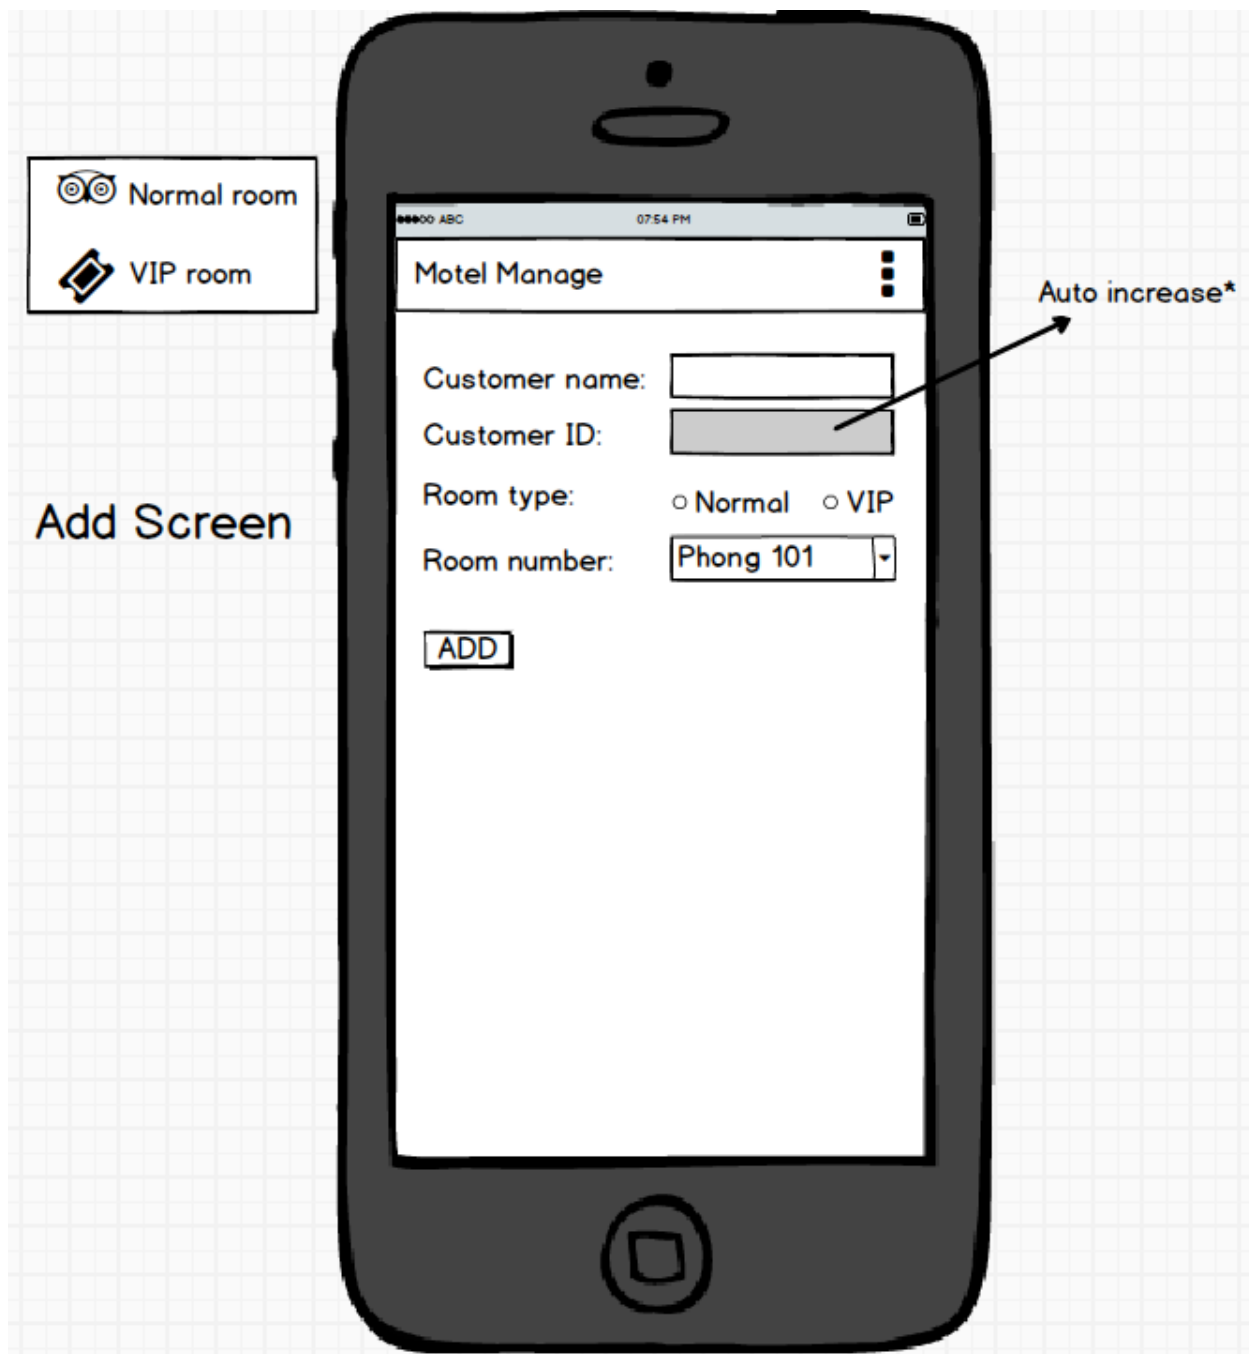 Normal room
VIP room
Add Screen
ABC 07:54 PM
Motel Manage
Auto increase*
Customer name:
Customer ID:
Room type: Normal VIP
Room number: Phong 101
ADD